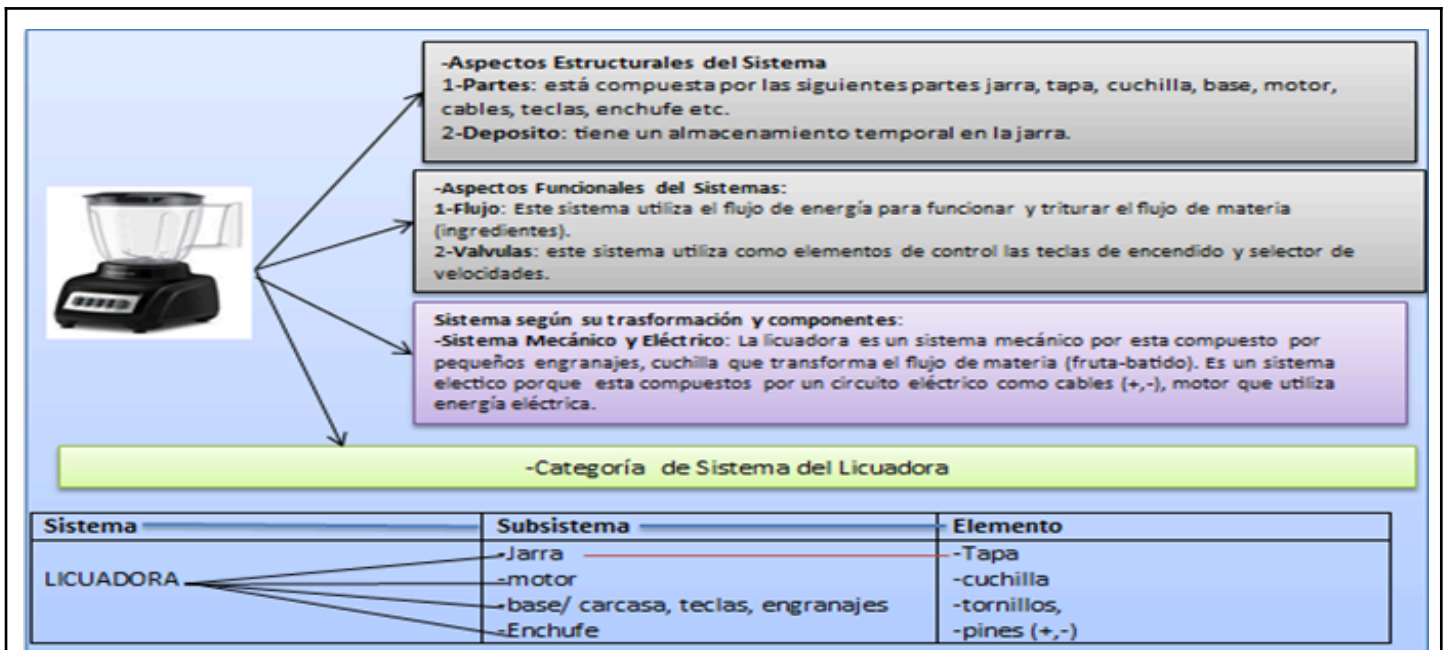 -Aspectos Estructurales del Sistema
1-Partes: está compuesta por las siguientes partes jarra, tapa, cuchilla, base, motor,
cables, teclas, enchufe etc.
2-Deposito: tiene un almacenamiento temporal en la jarra.
-Aspectos Funcionales del Sistemas:
1-Flujo: Este sistema utiliza el flujo de energía para funcionar y triturar el flujo de materia
(ingredientes).
2-Valvulas: este sistema utiliza como elementos de control las teclas de encendido y selector de
velocidades.
Sistema según su trasformación y componentes:
-Sistema Mecánico y Eléctrico: La licuadora es un sistema mecánico por esta compuesto por
pequeños engranajes, cuchilla que transforma el flujo de materia (fruta-batido). Es un sistema
electico porque esta compuestos por un circuito eléctrico como cables (+,-), motor que utiliza
energía eléctrica.
-Categoría de Sistema del Licuadora
Sistema Subsistema Elemento
-Jarra -Tapa
LICUADORA -motor -cuchilla
-base/ carcasa, teclas, engranajes -tornillos,
-Enchufe -pines (+,-)